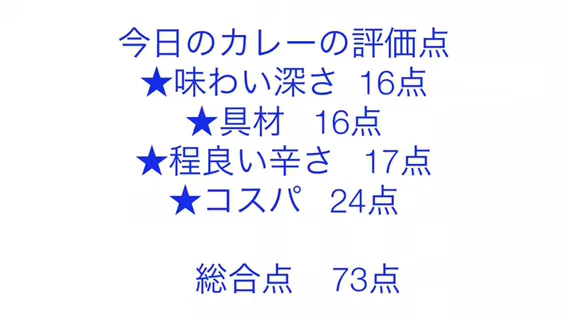 今日のカレーの評価点
★味わい深さ 16点
★具材 16点
★程良い辛さ 17点
★コスパ 24点
総合点 73点